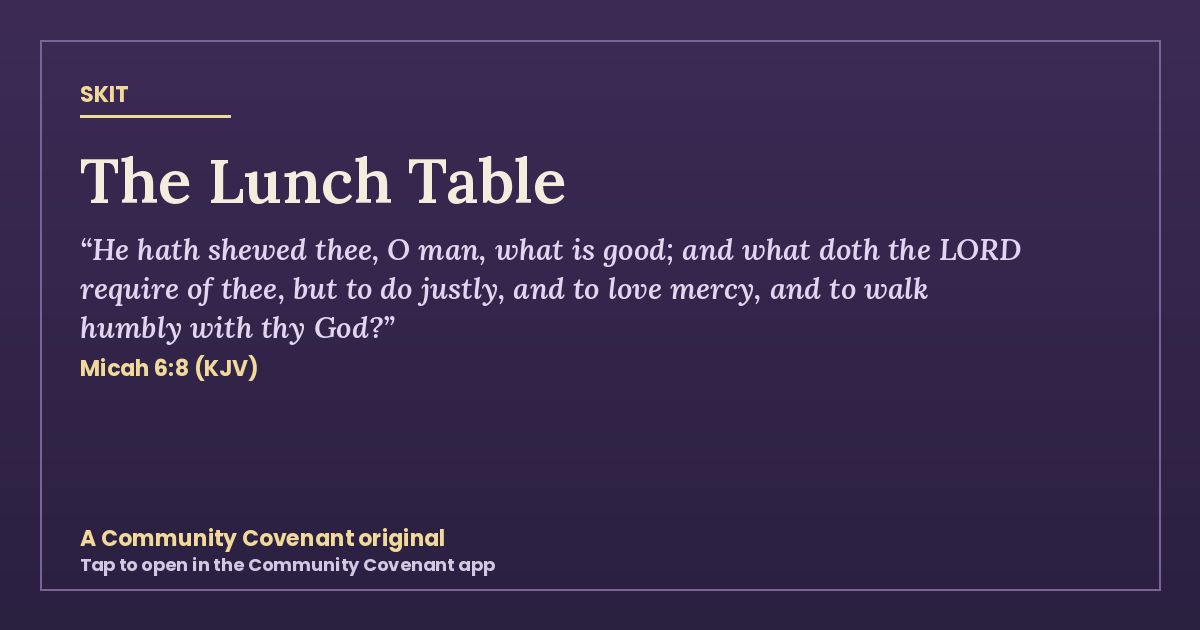 SKIT
The Lunch Table
“He hath shewed thee, O man, what is good; and what doth the LORD
require of thee, but to do justly, and to love mercy, and to walk
humbly with thy God?”
Micah 6:8 (KJV)
A Community Covenant original
Tap to open in the Community Covenant app